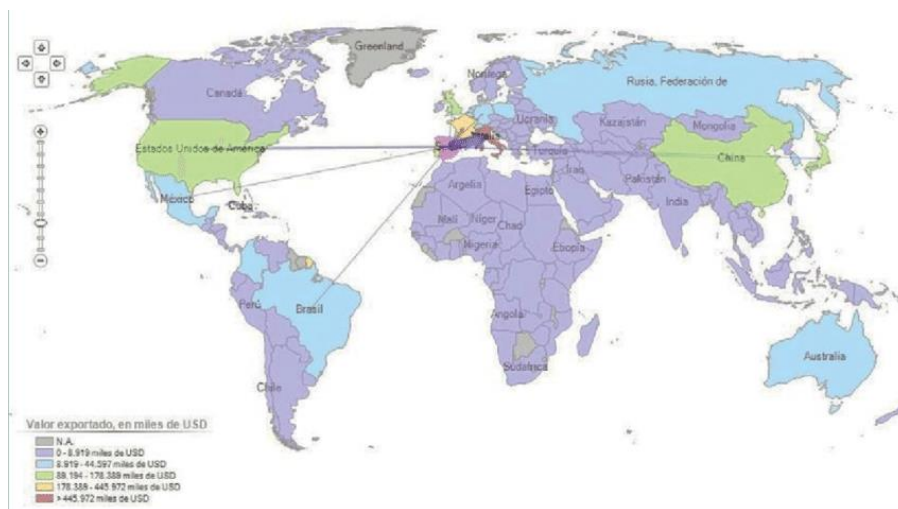 Greenland
Noruega
Rusia, Federación de
Canadá
Ucrania
Kazajstán
Mongolia
Estados Unidos de América
Turquía
China
México
Cuba
Argelia
Egipto
Irán
Pakistán
India
Malí
Níger
Chad
Nigeria
Etiopía
Perú
Brasil
Angola
Australia
Chile
Sudáfrica
Valor exportado, en miles de USD
N.A.
0 - 8.919 miles de USD
8.919 - 44.597 miles de USD
89.194 - 178.389 miles de USD
178.389 - 445.972 miles de USD
> 445.972 miles de USD